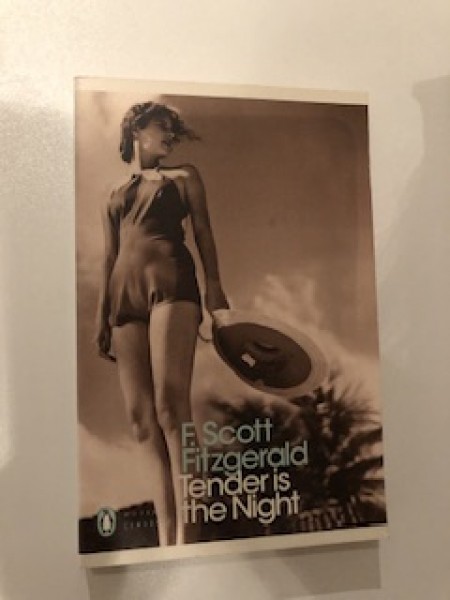 F. Scott
Fitzgerald
Tender is
the Night